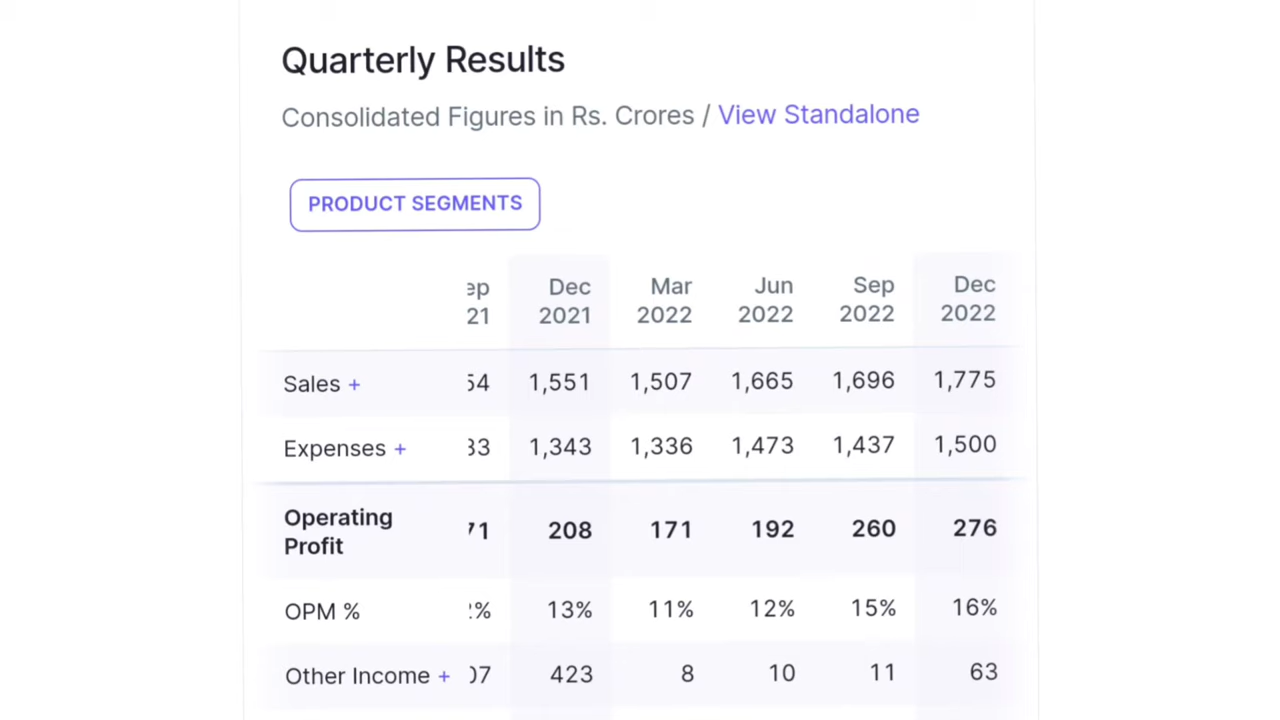 Quarterly Results
Consolidated Figures in Rs. Crores / View Standalone
PRODUCT SEGMENTS
Dec Mar Jun Sep Dec
2021 2022 2022 2022 2022
Sales + 1,551 1,507 1,665 1,696 1,775
Expenses + 1,343 1,336 1,473 1,437 1,500
Operating
Profit 208 171 192 260 276
OPM % 13% 11% 12% 15% 16%
Other Income + 423 8 10 11 63